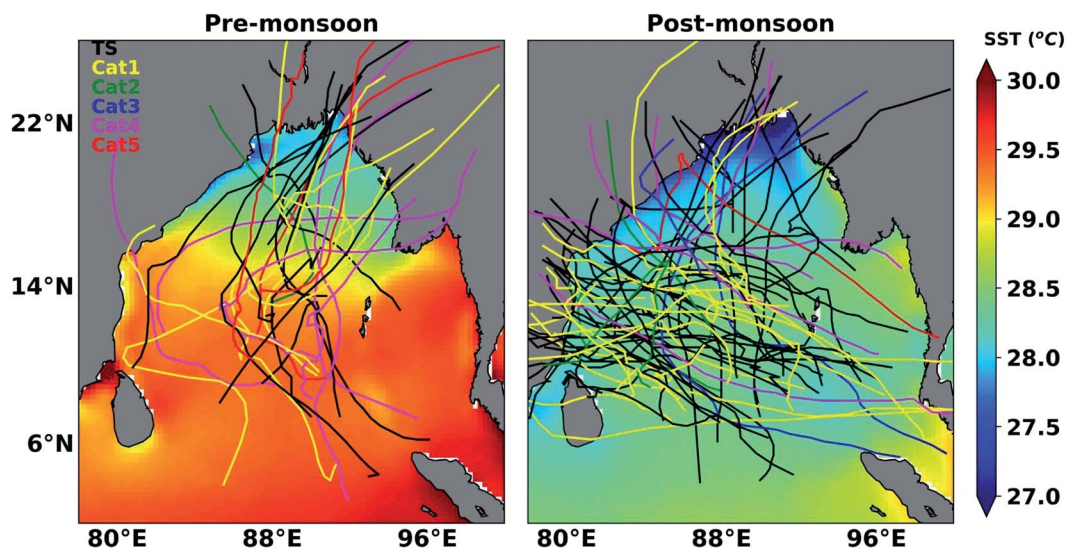 Pre-monsoon
Post-monsoon
SST (°C)
TS
Cat1
Cat2
Cat3
Cat4
Cat5
22°N
14°N
6°N
80°E 88°E 96°E
80°E 88°E 96°E
30.0
29.5
29.0
28.5
28.0
27.5
27.0